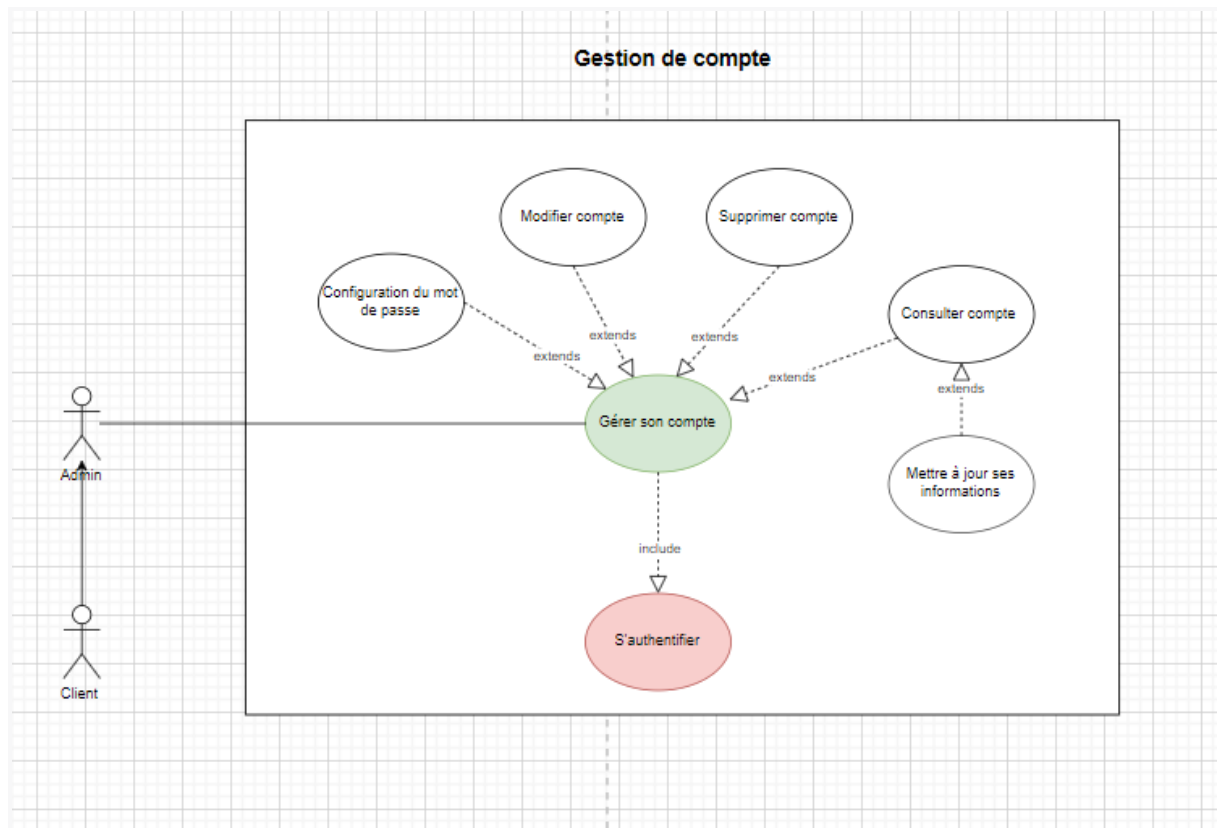 Gestion de compte
Modifier compte
Supprimer compte
Configuration du mot
de passe
Consulter compte
extends
extends
extends
extends
extends
Gérer son compte
Admin
Mettre à jour ses
informations
include
S'authentifier
Client